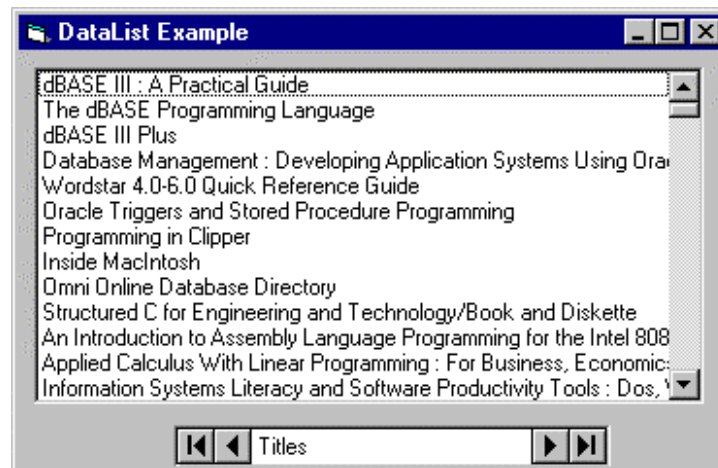 DataList Example
dBASE III : A Practical Guide
The dBASE Programming Language
dBASE III Plus
Database Management : Developing Application Systems Using Orac
Wordstar 4.0-6.0 Quick Reference Guide
Oracle Triggers and Stored Procedure Programming
Programming in Clipper
Inside MacIntosh
Omni Online Database Directory
Structured C for Engineering and Technology/Book and Diskette
An Introduction to Assembly Language Programming for the Intel 808
Applied Calculus With Linear Programming : For Business, Economics
Information Systems Literacy and Software Productivity Tools : Dos,
Titles